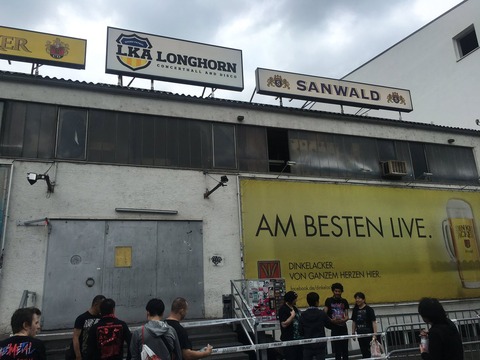 LKA LONGHORN
CONCERTHALL AND DISCO
SANWALD
AM BESTEN LIVE.
DINKELACKER.
VON GANZEM HERZEN HIER.